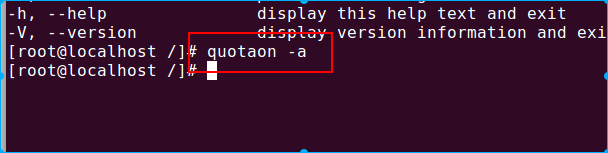 -h, --help display this help text and exit
-V, --version display version information and exi
[root@localhost /]# quotaon -a
[root@localhost /]#